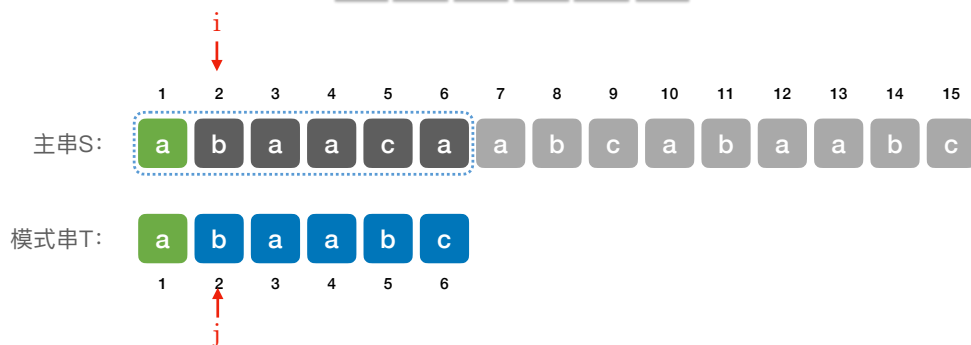 i
1 2 3 4 5 6 7 8 9 10 11 12 13 14 15
主串S: a b a a c a a b c a b a a b c
模式串T: a b a a b c
1 2 3 4 5 6
j